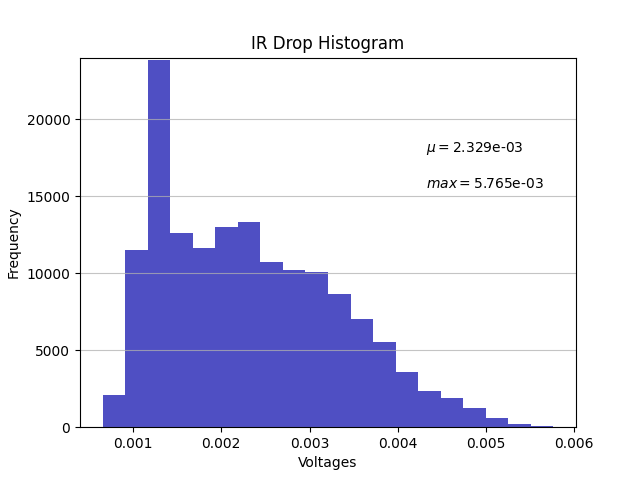 IR Drop Histogram
20000
15000
10000
5000
0
Frequency
μ = 2.329e-03
max = 5.765e-03
0.001 0.002 0.003 0.004 0.005 0.006
Voltages